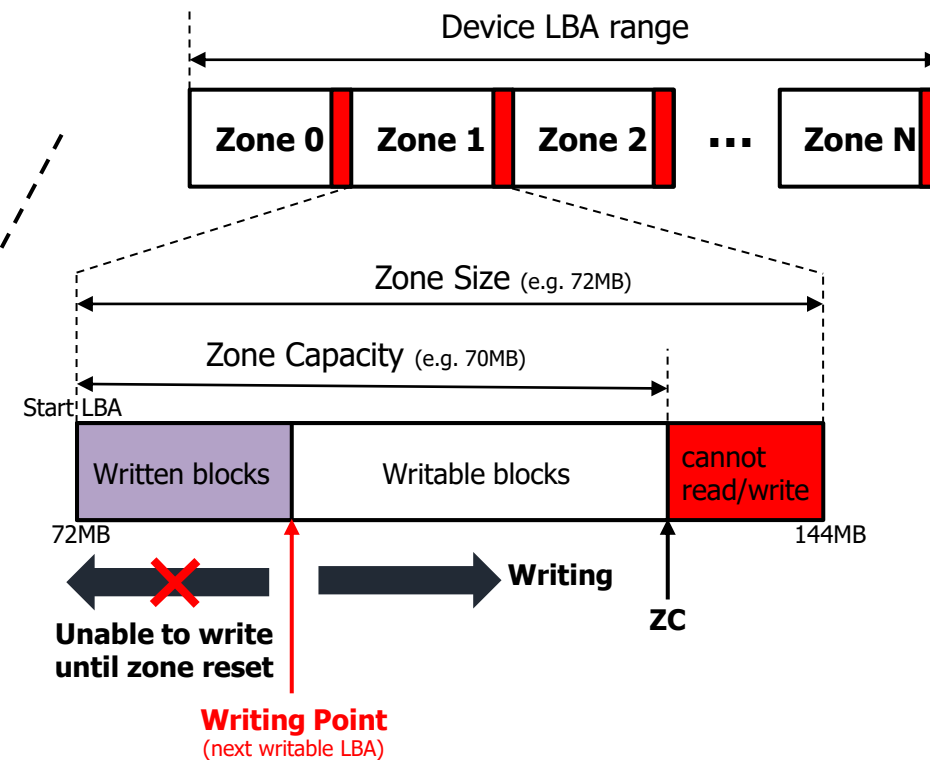 Device LBA range
Zone 0 Zone 1 Zone 2 ... Zone N
Zone Size (e.g. 72MB)
Zone Capacity (e.g. 70MB)
Start LBA
Written blocks
Writable blocks
cannot
read/write
72MB
144MB
Writing
Unable to write
until zone reset
ZC
Writing Point
(next writable LBA)